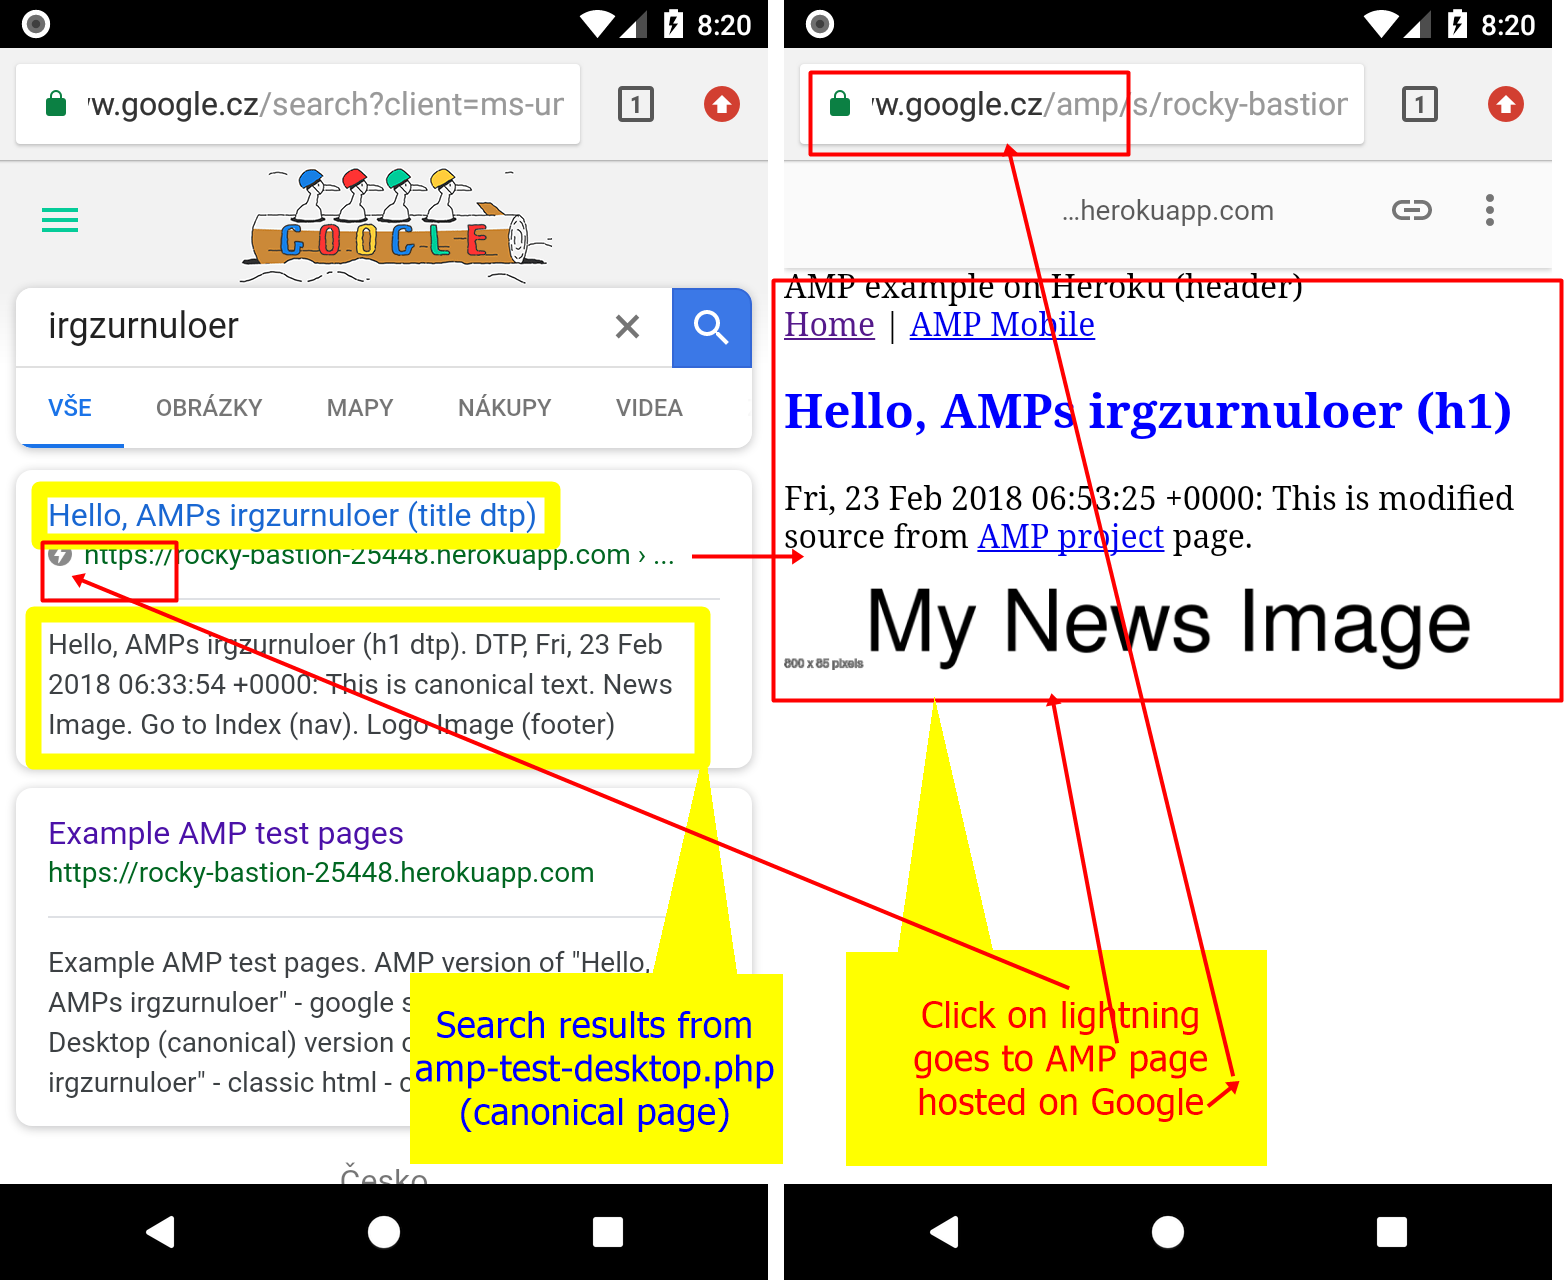 8:20
1
'w.google.cz/search?client=ms-ur
GOOGLE
irgzurnuloer
VŠE OBRÁZKY MAPY NÁKUPY VIDEA
Hello, AMPs irgzurnuloer (title dtp)
https://rocky-bastion-25448.herokuapp.com › ...
Hello, AMPs irgzurnuloer (h1 dtp). DTP, Fri, 23 Feb
2018 06:33:54 +0000: This is canonical text. News
Image. Go to Index (nav). Logo Image (footer)
Example AMP test pages
https://rocky-bastion-25448.herokuapp.com
Example AMP test pages. AMP version of "Hello,
AMPs irgzurnuloer" - google
Desktop (canonical) version
irgzurnuloer" - classic html -
Search results from
amp-test-desktop.php
(canonical page)
Česko
8:20
1
'w.google.cz/amp/s/rocky-bastion
...herokuapp.com
AMP example on Heroku (header)
Home | AMP Mobile
Hello, AMPs irgzurnuloer (h1)
Fri, 23 Feb 2018 06:53:25 +0000: This is modified
source from AMP project page.
My News Image
800 x 85 pixels
Click on lightning
goes to AMP page
hosted on Google